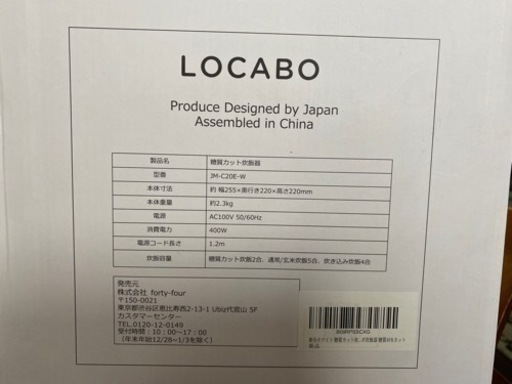 LOCABO
Produce Designed by Japan
Assembled in China
製品名 糖質カット炊飯器
型番 JM-C20E-W
本体寸法 約 幅255×奥行220×高さ220mm
本体重量 約2.3kg
電源 AC100V 50/60Hz
消費電力 400W
電源コード長さ 1.2m
炊飯容量 糖質カット炊飯2合、通常/玄米炊飯5合、炊き込み炊飯4合
発売元
株式会社 forty-four
〒150-0021
東京都渋谷区恵比寿西2-13-1 Ubiz代官山 5F
カスタマーセンター
TEL.0120-12-0149
受付時間:10:00~17:00
(年末年始12/28~1/3を除く)